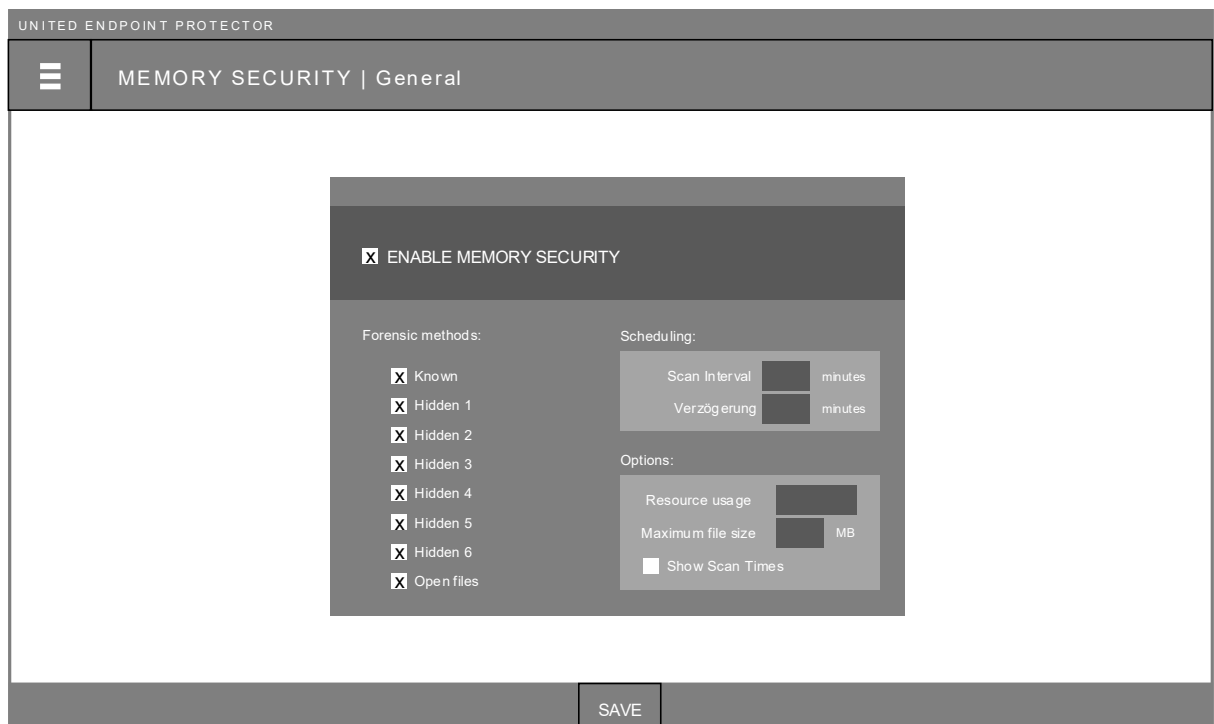 UNITED ENDPOINT PROTECTOR
MEMORY SECURITY | General
X ENABLE MEMORY SECURITY
Forensic methods:
X Known
X Hidden 1
X Hidden 2
X Hidden 3
X Hidden 4
X Hidden 5
X Hidden 6
X Open files
Scheduling:
Scan Interval minutes
Verzögerung minutes
Options:
Resource usage
Maximum file size MB
Show Scan Times
SAVE